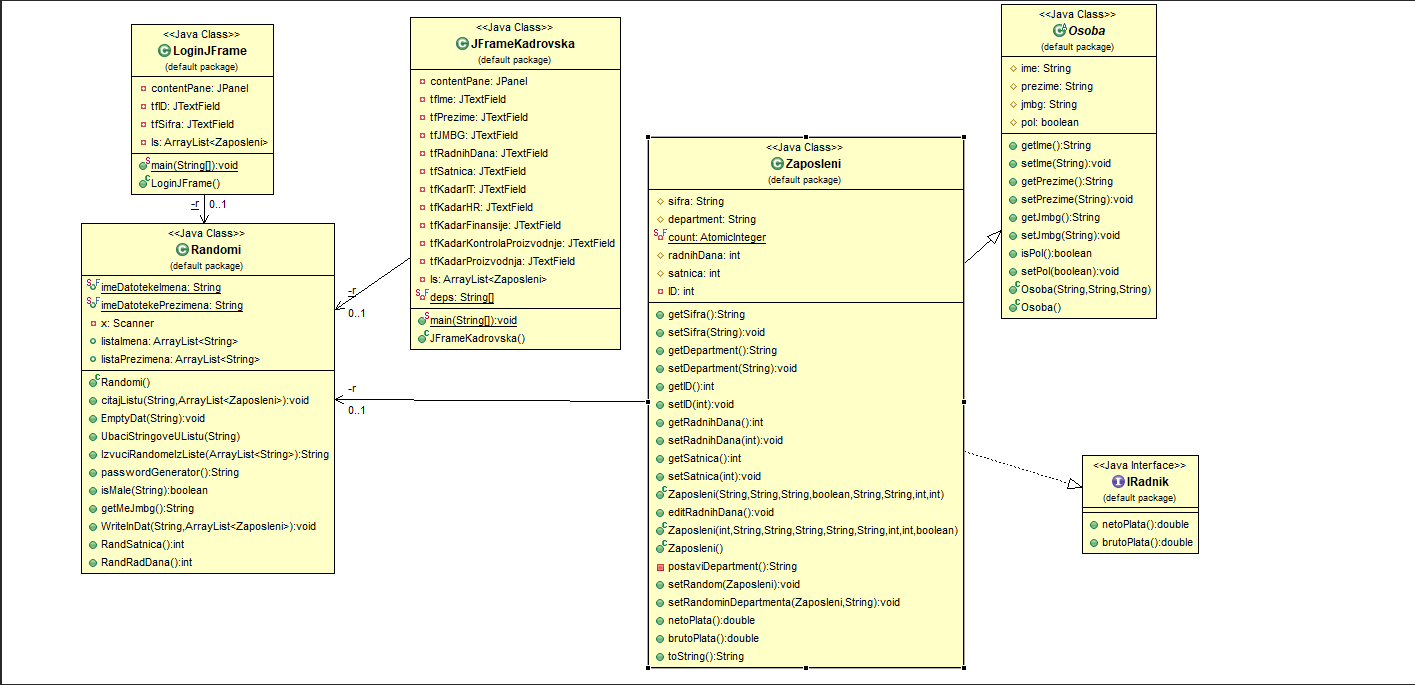 <<Java Class>>
LoginJFrame
(default package)
contentPane: JPanel
tfID: JTextField
tfSifra: JTextField
ls: ArrayList<Zaposleni>
main(String[]):void
LoginJFrame()
-r
0..1
<<Java Class>>
Randomi
(default package)
imeDatotekeImena: String
imeDatotekePrezimena: String
x: Scanner
listaImena: ArrayList<String>
listaPrezimena: ArrayList<String>
Randomi()
citajListu(String,ArrayList<Zaposleni>):void
EmptyDat(String):void
UbaciStringoveUListu(String)
IzvuciRandomeIzListe(ArrayList<String>):String
passwordGenerator():String
isMale(String):boolean
getMeJmbg():String
WriteInDat(String,ArrayList<Zaposleni>):void
RandSatnica():int
RandRadDana():int
<<Java Class>>
JFrameKadrovska
(default package)
contentPane: JPanel
tfIme: JTextField
tfPrezime: JTextField
tfJMBG: JTextField
tfRadnihDana: JTextField
tfSatnica: JTextField
tfKadarIT: JTextField
tfKadarHR: JTextField
tfKadarFinansije: JTextField
tfKadarKontrolaProizvodnje: JTextField
tfKadarProizvodnja: JTextField
ls: ArrayList<Zaposleni>
deps: String[]
main(String[]):void
JFrameKadrovska()
-r
0..1
-r
0..1
<<Java Class>>
Zaposleni
(default package)
sifra: String
department: String
count: AtomicInteger
radnihDana: int
satnica: int
ID: int
getSifra():String
setSifra(String):void
getDepartment():String
setDepartment(String):void
getID():int
setID(int):void
getRadnihDana():int
setRadnihDana(int):void
getSatnica():int
setSatnica(int):void
Zaposleni(String,String,String,boolean,String,String,int,int)
editRadnihDana():void
Zaposleni(int,String,String,String,String,String,int,int,boolean)
Zaposleni()
postaviDepartment():String
setRandom(Zaposleni):void
setRandominDepartmenta(Zaposleni,String):void
netoPlata():double
brutoPlata():double
toString():String
<<Java Class>>
Osoba
(default package)
ime: String
prezime: String
jmbg: String
pol: boolean
getIme():String
setIme(String):void
getPrezime():String
setPrezime(String):void
getJmbg():String
setJmbg(String):void
isPol():boolean
setPol(boolean):void
Osoba(String,String,String)
Osoba()
<<Java Interface>>
IRadnik
(default package)
netoPlata():double
brutoPlata():double